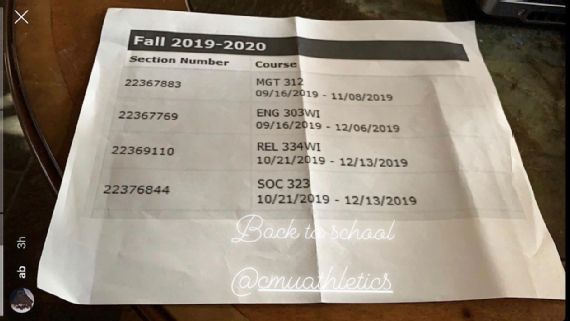 Fall 2019-2020
Section Number Course
22367883 MGT 312
09/16/2019 - 11/08/2019
22367769 ENG 303WI
09/16/2019 - 12/06/2019
22369110 REL 334WI
10/21/2019 - 12/13/2019
22376844 SOC 323
10/21/2019 - 12/13/2019
Back to school
@cmuathletics
ab 3h